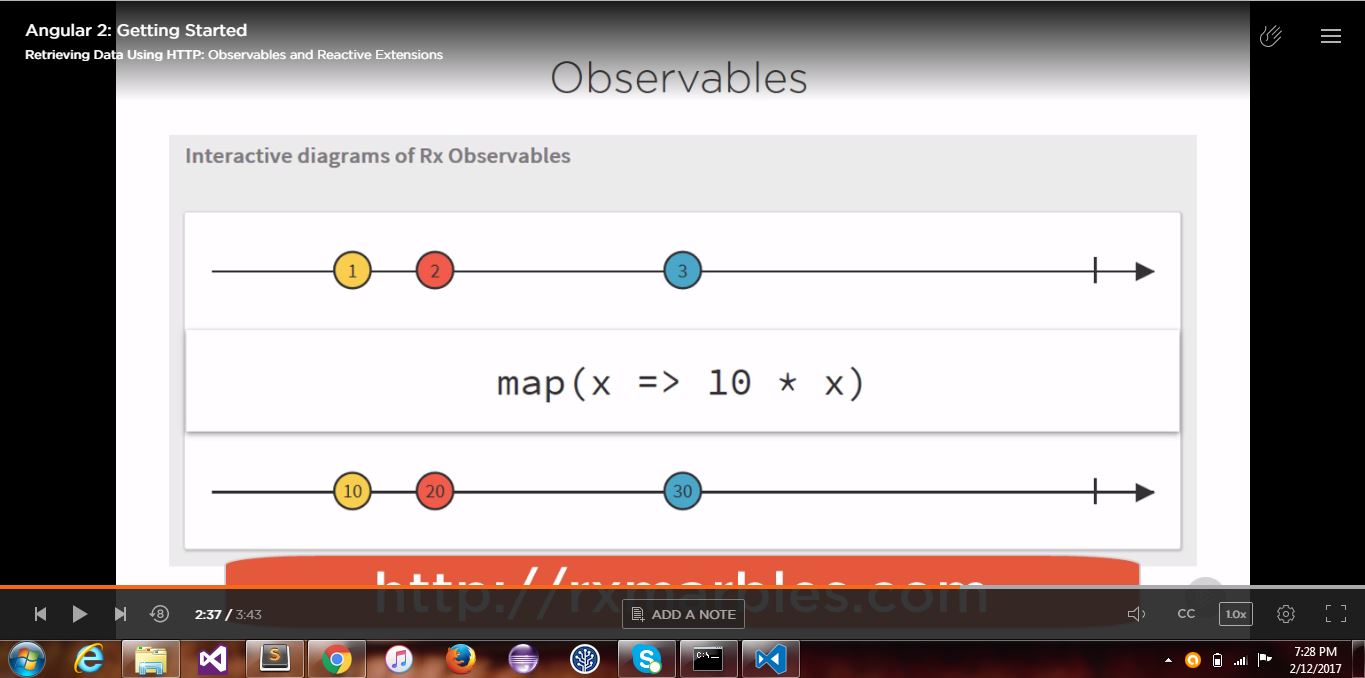 Angular 2: Getting Started
Retrieving Data Using HTTP: Observables and Reactive Extensions
Observables
Interactive diagrams of Rx Observables
1 2 3
map(x => 10 * x)
10 20 30
http://rxmarbles.com
8 2:37 / 3:43 ADD A NOTE CC 1.0x
S S C:\_
7:28 PM
2/12/2017